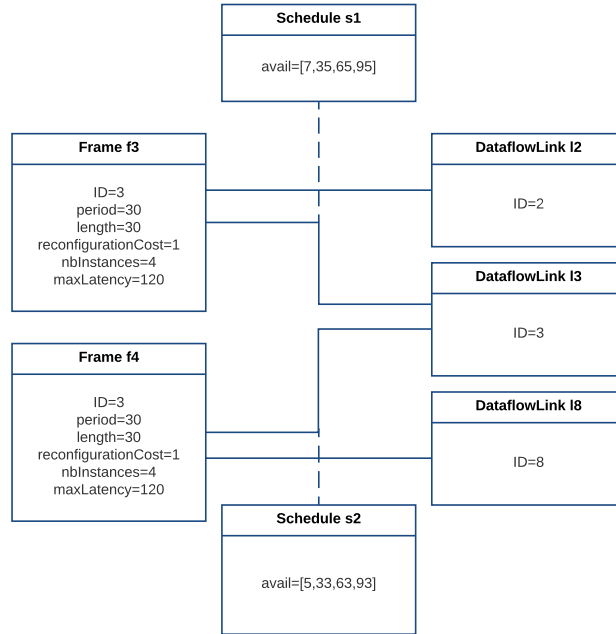 Schedule s1
avail=[7,35,65,95]
Frame f3
ID=3
period=30
length=30
reconfigurationCost=1
nbInstances=4
maxLatency=120
DataflowLink l2
ID=2
DataflowLink l3
ID=3
Frame f4
ID=3
period=30
length=30
reconfigurationCost=1
nbInstances=4
maxLatency=120
DataflowLink l8
ID=8
Schedule s2
avail=[5,33,63,93]